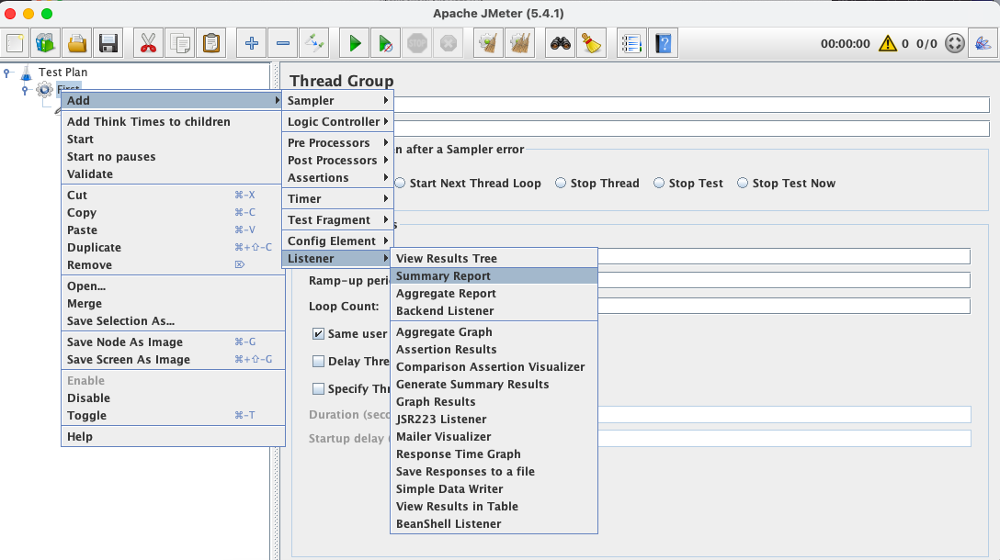 Apache JMeter (5.4.1)
STOP
00:00:00 0 0/0
Test Plan
First
Thread Group
Add
Add Think Times to children
Start
Start no pauses
Validate
Cut ⌘-X
Copy ⌘-C
Paste ⌘-V
Duplicate ⌘+⇧-C
Remove ⌦
Open...
Merge
Save Selection As...
Save Node As Image ⌘-G
Save Screen As Image ⌘+⇧-G
Enable
Disable
Toggle ⌘-T
Help
Sampler
Logic Controller
Pre Processors
Post Processors
Assertions
Timer
Test Fragment
Config Element
Listener
View Results Tree
Summary Report
Aggregate Report
Backend Listener
Aggregate Graph
Assertion Results
Comparison Assertion Visualizer
Generate Summary Results
Graph Results
JSR223 Listener
Mailer Visualizer
Response Time Graph
Save Responses to a file
Simple Data Writer
View Results in Table
BeanShell Listener
n after a Sampler error
Start Next Thread Loop Stop Thread Stop Test Stop Test Now
s
Ramp-up peri
Loop Count:
Same user
Delay Thre
Specify Thr
Duration (seco
Startup delay (